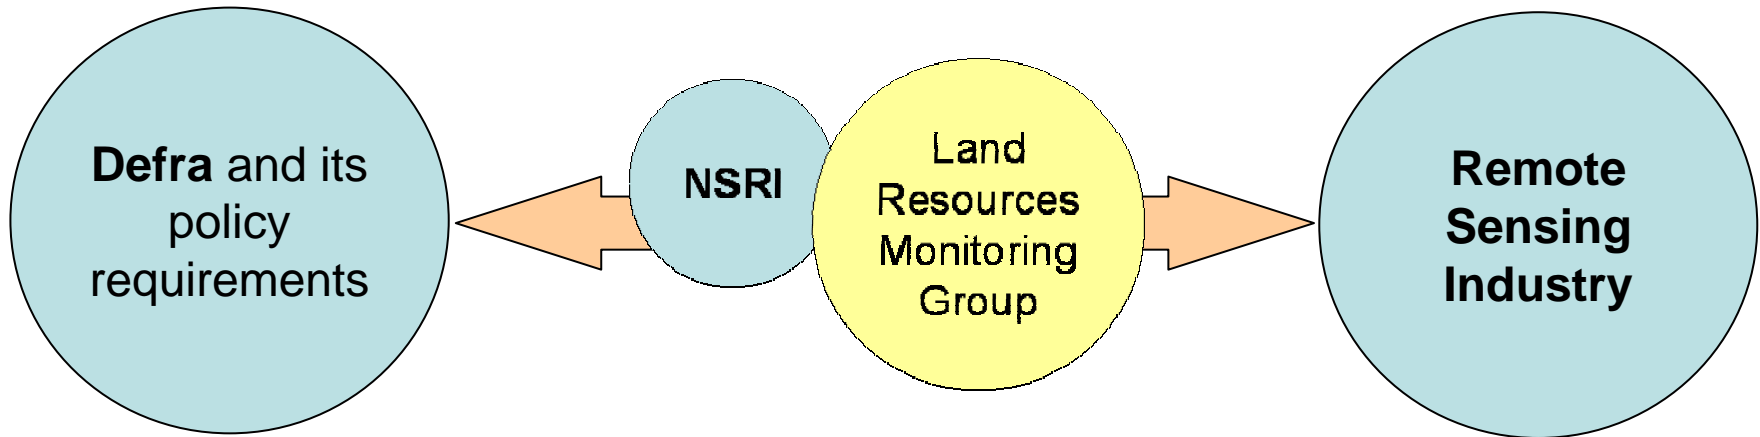 Defra and its
policy
requirements
NSRI
Land
Resources
Monitoring
Group
Remote
Sensing
Industry